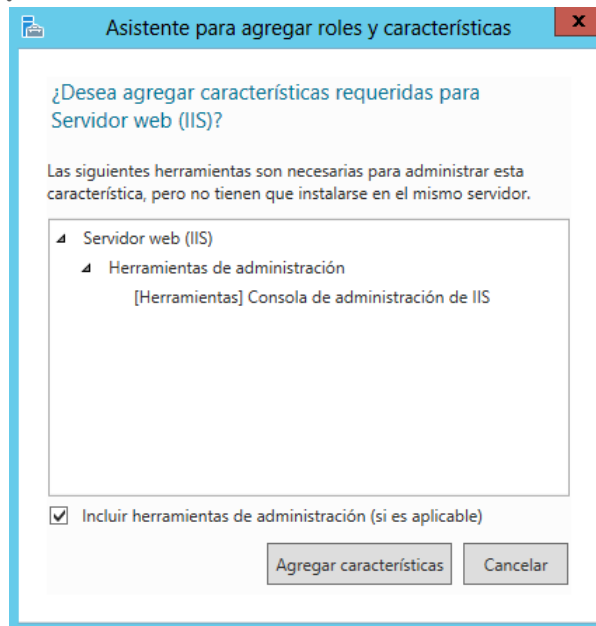 Asistente para agregar roles y características
x
¿Desea agregar características requeridas para
Servidor web (IIS)?
Las siguientes herramientas son necesarias para administrar esta
característica, pero no tienen que instalarse en el mismo servidor.
Servidor web (IIS)
Herramientas de administración
[Herramientas] Consola de administración de IIS
Incluir herramientas de administración (si es aplicable)
Agregar características
Cancelar